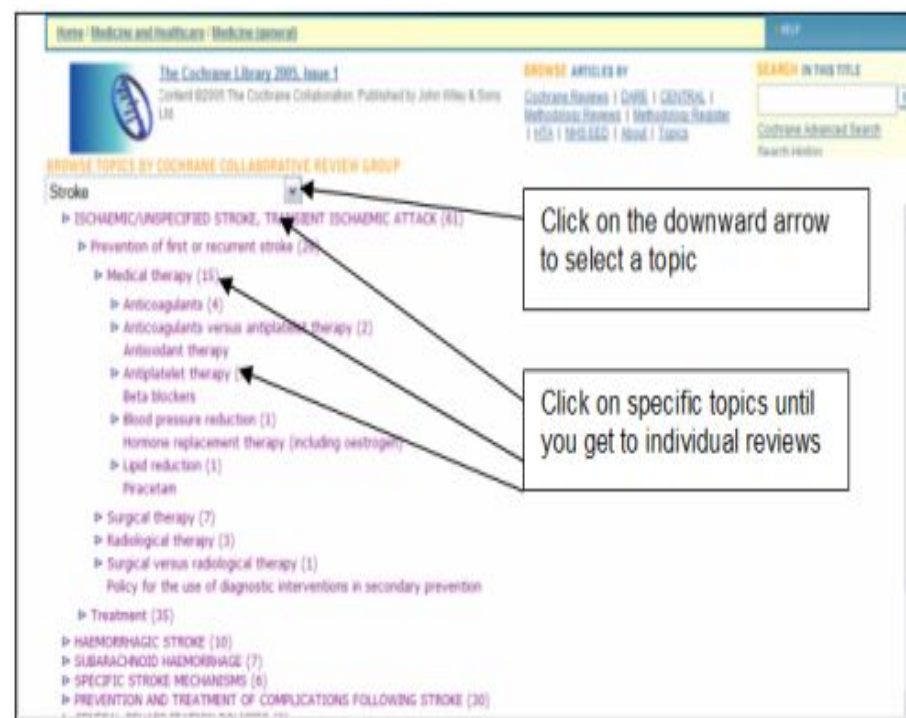 Home / Medicine and Healthcare / Medicine (general)
HELP
The Cochrane Library 2005, Issue 1
Content ©2005 The Cochrane Collaboration. Published by John Wiley & Sons
Ltd.
BROWSE ARTICLES BY
Cochrane Reviews | DARE | CENTRAL |
Methodology Reviews | Methodology Register
| HTA | NHS EED | About | Topics
SEARCH IN THIS TITLE
Cochrane Advanced Search
Search History
BROWSE TOPICS BY COCHRANE COLLABORATIVE REVIEW GROUP
Stroke
ISCHAEMIC/UNSPECIFIED STROKE, TRANSIENT ISCHAEMIC ATTACK (61)
Prevention of first or recurrent stroke
Medical therapy (15)
Anticoagulants (4)
Anticoagulants versus antiplatelet therapy (2)
Antioxidant therapy
Antiplatelet therapy
Beta blockers
Blood pressure reduction (1)
Hormone replacement therapy (including oestrogen)
Lipid reduction (1)
Piracetam
Surgical therapy (7)
Radiological therapy (3)
Surgical versus radiological therapy (1)
Policy for the use of diagnostic interventions in secondary prevention
Treatment (35)
HAEMORRHAGIC STROKE (10)
SUBARACHNOID HAEMORRHAGE (7)
SPECIFIC STROKE MECHANISMS (6)
PREVENTION AND TREATMENT OF COMPLICATIONS FOLLOWING STROKE (30)
Click on the downward arrow
to select a topic
Click on specific topics until
you get to individual reviews